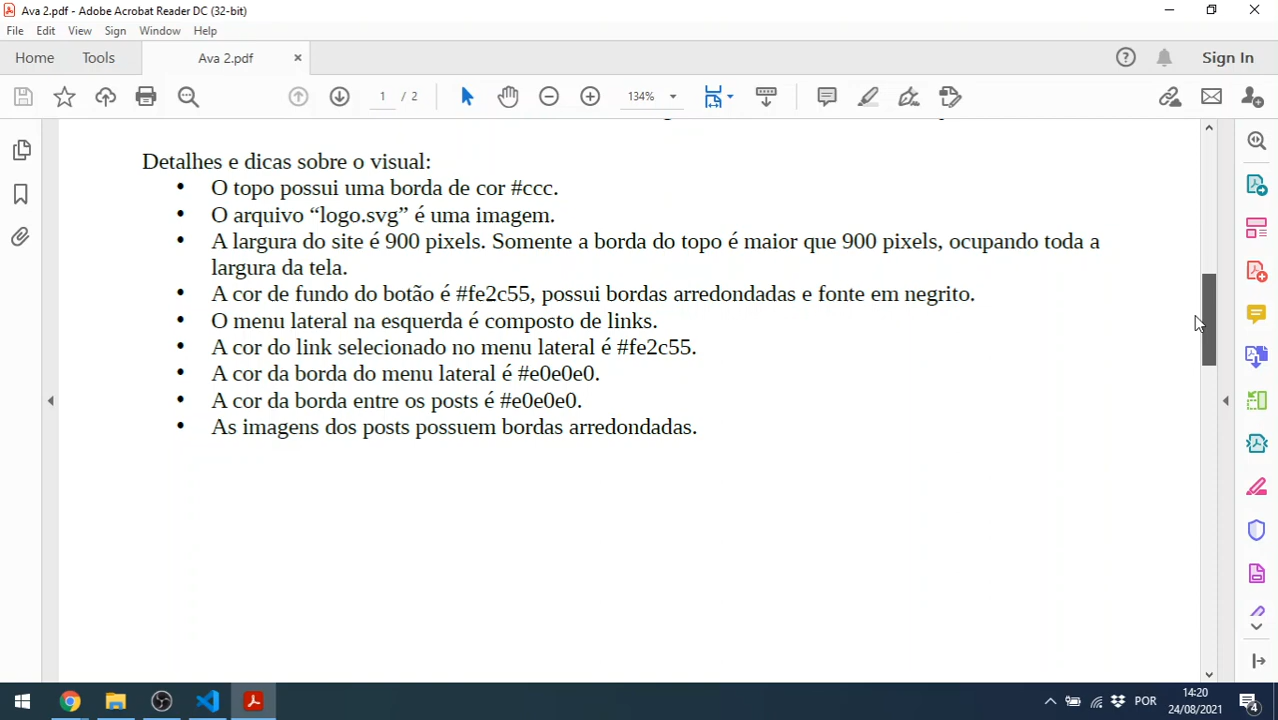 Ava 2.pdf - Adobe Acrobat Reader DC (32-bit)
File Edit View Sign Window Help
Home Tools Ava 2.pdf × Sign In
1 / 2 134%
Detalhes e dicas sobre o visual:
• O topo possui uma borda de cor #ccc.
• O arquivo “logo.svg” é uma imagem.
• A largura do site é 900 pixels. Somente a borda do topo é maior que 900 pixels, ocupando toda a
largura da tela.
• A cor de fundo do botão é #fe2c55, possui bordas arredondadas e fonte em negrito.
• O menu lateral na esquerda é composto de links.
• A cor do link selecionado no menu lateral é #fe2c55.
• A cor da borda do menu lateral é #e0e0e0.
• A cor da borda entre os posts é #e0e0e0.
• As imagens dos posts possuem bordas arredondadas.
POR
14:20
24/08/2021
4